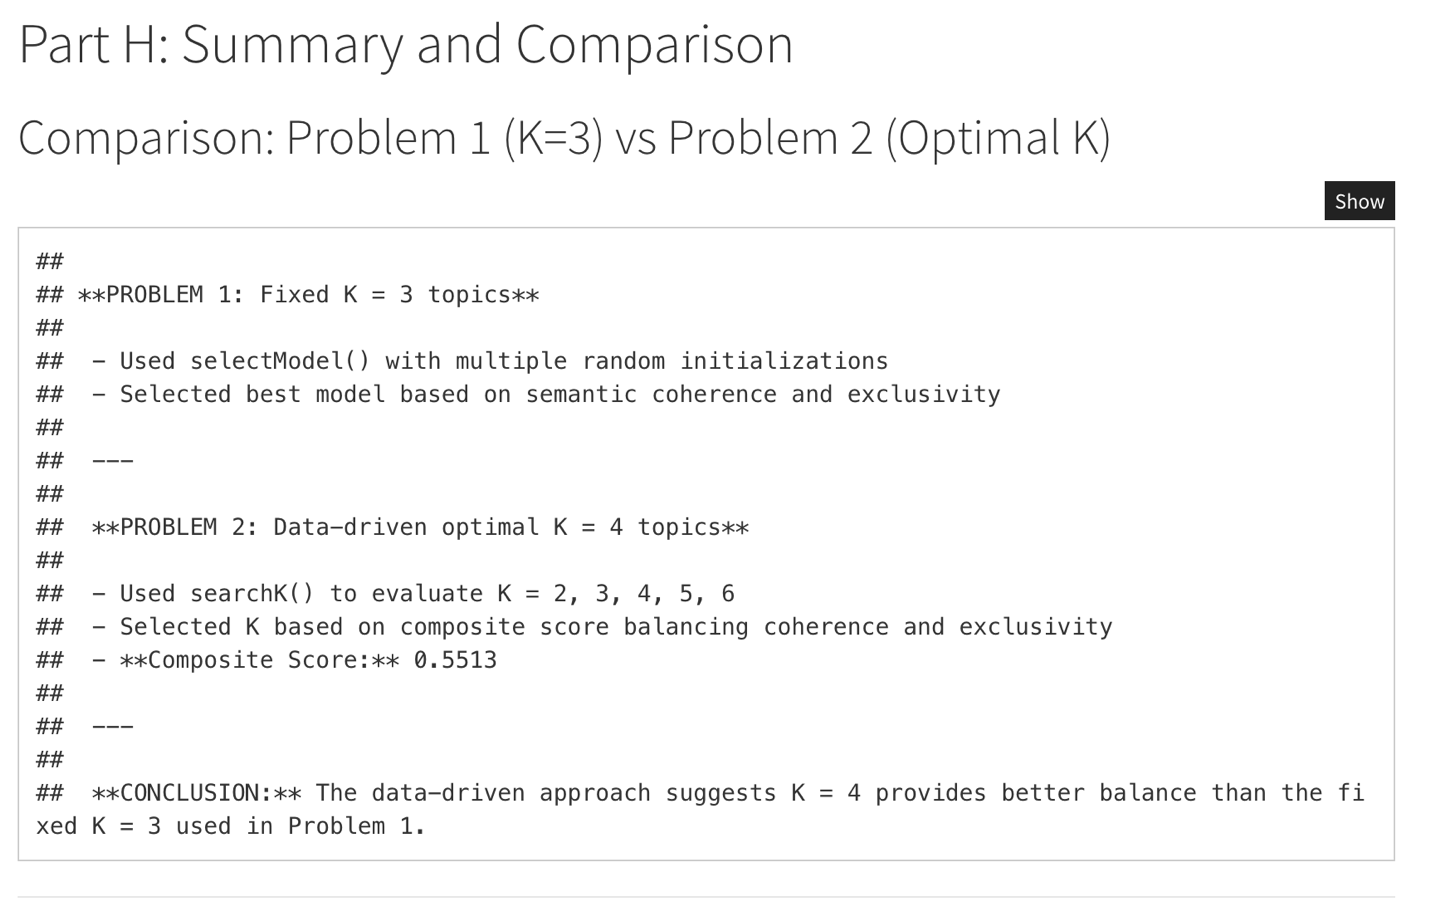 Part H: Summary and Comparison
Comparison: Problem 1 (K=3) vs Problem 2 (Optimal K)
Show
##
## **PROBLEM 1: Fixed K = 3 topics**
##
##  – Used selectModel() with multiple random initializations
##  – Selected best model based on semantic coherence and exclusivity
##
##  ---
##
##  **PROBLEM 2: Data-driven optimal K = 4 topics**
##
##  – Used searchK() to evaluate K = 2, 3, 4, 5, 6
##  – Selected K based on composite score balancing coherence and exclusivity
##  – **Composite Score:** 0.5513
##
##  ---
##
##  **CONCLUSION:** The data-driven approach suggests K = 4 provides better balance than the fi
xed K = 3 used in Problem 1.